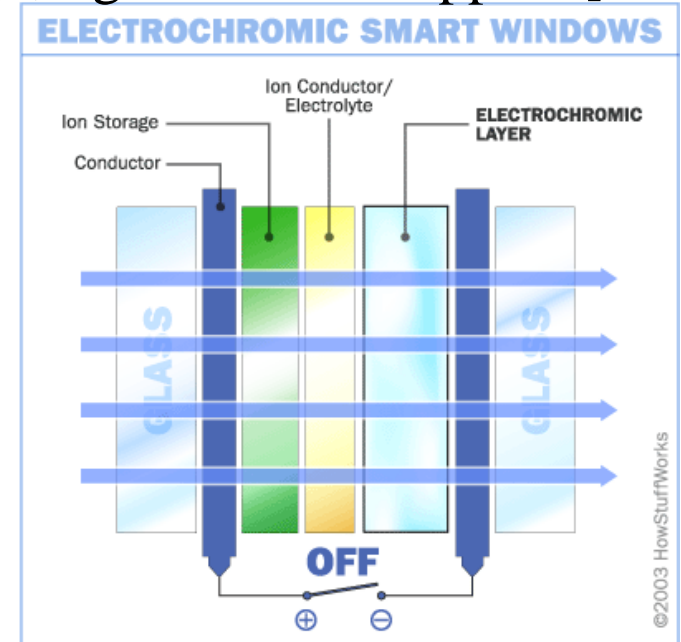 ELECTROCHROMIC SMART WINDOWS
Ion Conductor/
Electrolyte
Ion Storage
ELECTROCHROMIC
LAYER
Conductor
GLASS
GLASS
OFF
⊕ ⊖
©2003 HowStuffWorks